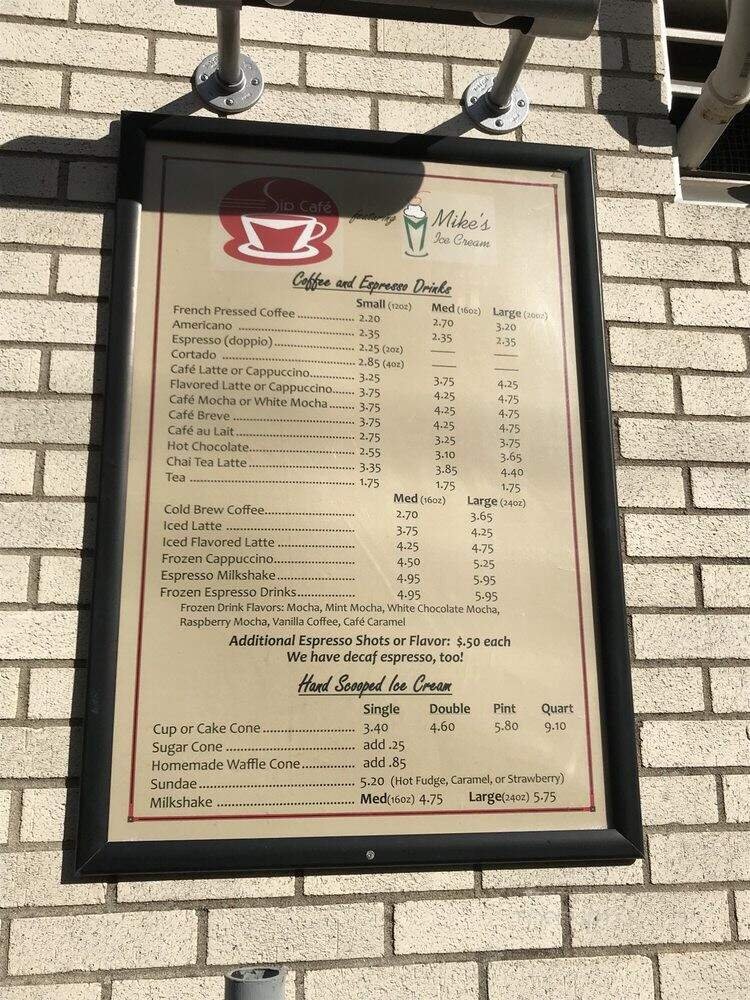 Sip Café featuring Mike's
Ice Cream
Coffee and Espresso Drinks
Small (12oz) Med (16oz) Large (20oz)
French Pressed Coffee ............... 2.20 2.70 3.20
Americano ............... 2.35 2.35 2.35
Espresso (doppio) ............... 2.25 (2oz) — —
Cortado ............... 2.85 (4oz) — —
Café Latte or Cappuccino ............... 3.25 3.75 4.25
Flavored Latte or Cappuccino ............... 3.75 4.25 4.75
Café Mocha or White Mocha ............... 3.75 4.25 4.75
Café Breve ............... 3.75 4.25 4.75
Café au Lait ............... 2.75 3.25 3.75
Hot Chocolate ............... 2.55 3.10 3.65
Chai Tea Latte ............... 3.35 3.85 4.40
Tea ............... 1.75 1.75 1.75
Med (16oz) Large (24oz)
Cold Brew Coffee ............... 2.70 3.65
Iced Latte ............... 3.75 4.25
Iced Flavored Latte ............... 4.25 4.75
Frozen Cappuccino ............... 4.50 5.25
Espresso Milkshake ............... 4.95 5.95
Frozen Espresso Drinks ............... 4.95 5.95
Frozen Drink Flavors: Mocha, Mint Mocha, White Chocolate Mocha,
Raspberry Mocha, Vanilla Coffee, Café Caramel
Additional Espresso Shots or Flavor: $.50 each
We have decaf espresso, too!
Hand Scooped Ice Cream
Single Double Pint Quart
Cup or Cake Cone ............... 3.40 4.60 5.80 9.10
Sugar Cone ............... add .25
Homemade Waffle Cone ............... add .85
Sundae ............... 5.20 (Hot Fudge, Caramel, or Strawberry)
Milkshake ............... Med(16oz) 4.75 Large(24oz) 5.75